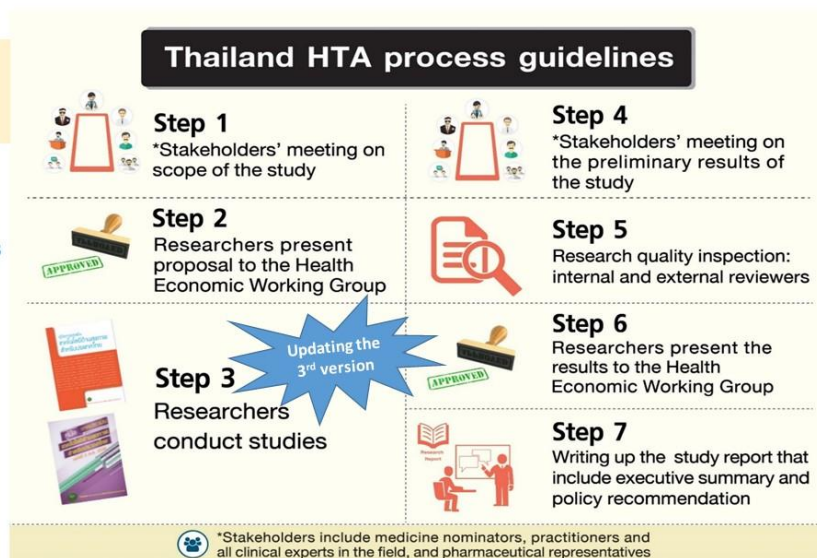 Thailand HTA process guidelines
Step 1
*Stakeholders' meeting on
scope of the study
Step 2
Researchers present
proposal to the Health
Economic Working Group
APPROVED
Step 3
Researchers
conduct studies
Updating the
3rd version
Step 4
*Stakeholders' meeting on
the preliminary results of
the study
Step 5
Research quality inspection:
internal and external reviewers
Step 6
Researchers present the
results to the Health
Economic Working Group
APPROVED
Step 7
Writing up the study report that
include executive summary and
policy recommendation
Research
Report
*Stakeholders include medicine nominators, practitioners and
all clinical experts in the field, and pharmaceutical representatives